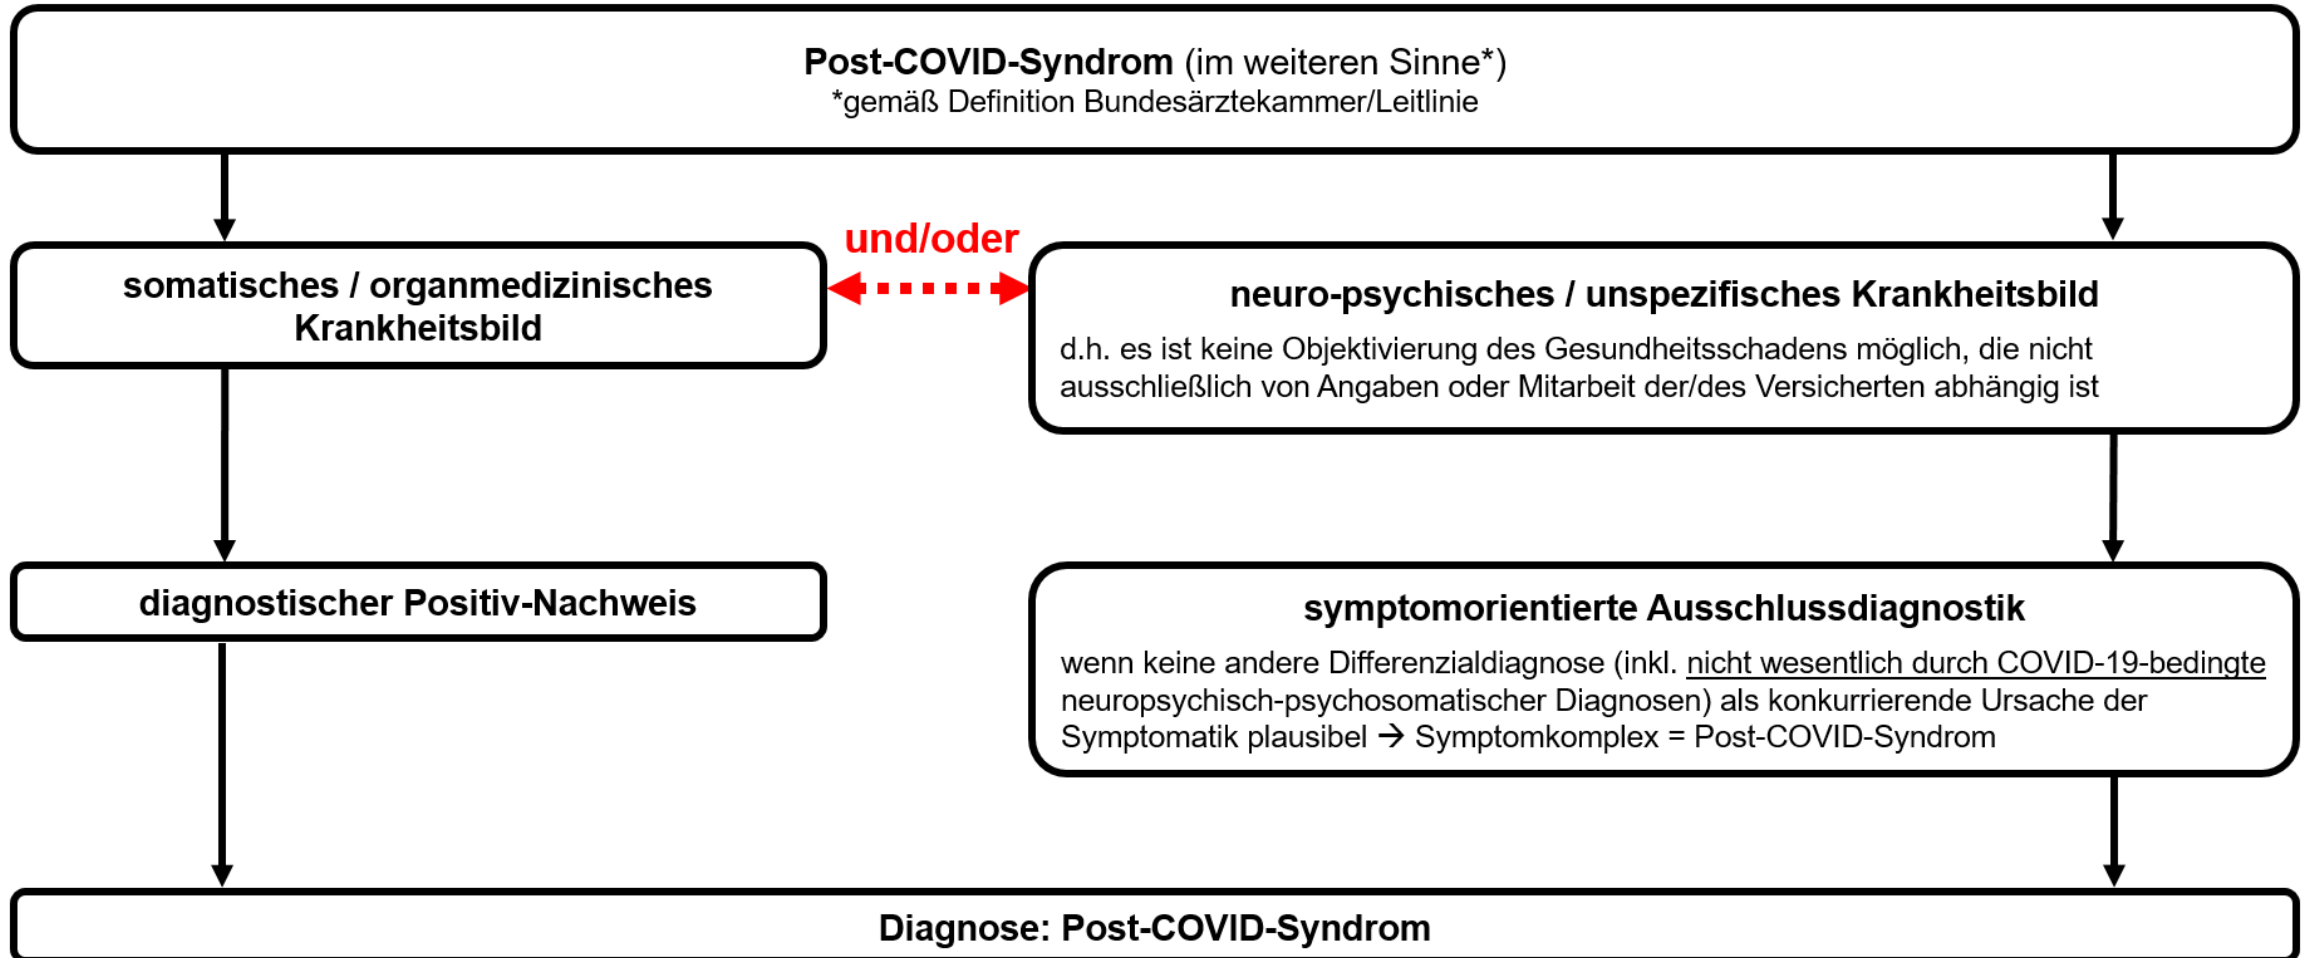 Post-COVID-Syndrom (im weiteren Sinne*)
*gemäß Definition Bundesärztekammer/Leitlinie
und/oder
somatisches / organmedizinisches
Krankheitsbild
neuro-psychisches / unspezifisches Krankheitsbild
d.h. es ist keine Objektivierung des Gesundheitsschadens möglich, die nicht
ausschließlich von Angaben oder Mitarbeit der/des Versicherten abhängig ist
diagnostischer Positiv-Nachweis
symptomorientierte Ausschlussdiagnostik
wenn keine andere Differenzialdiagnose (inkl. nicht wesentlich durch COVID-19-bedingte
neuropsychisch-psychosomatischer Diagnosen) als konkurrierende Ursache der
Symptomatik plausibel → Symptomkomplex = Post-COVID-Syndrom
Diagnose: Post-COVID-Syndrom